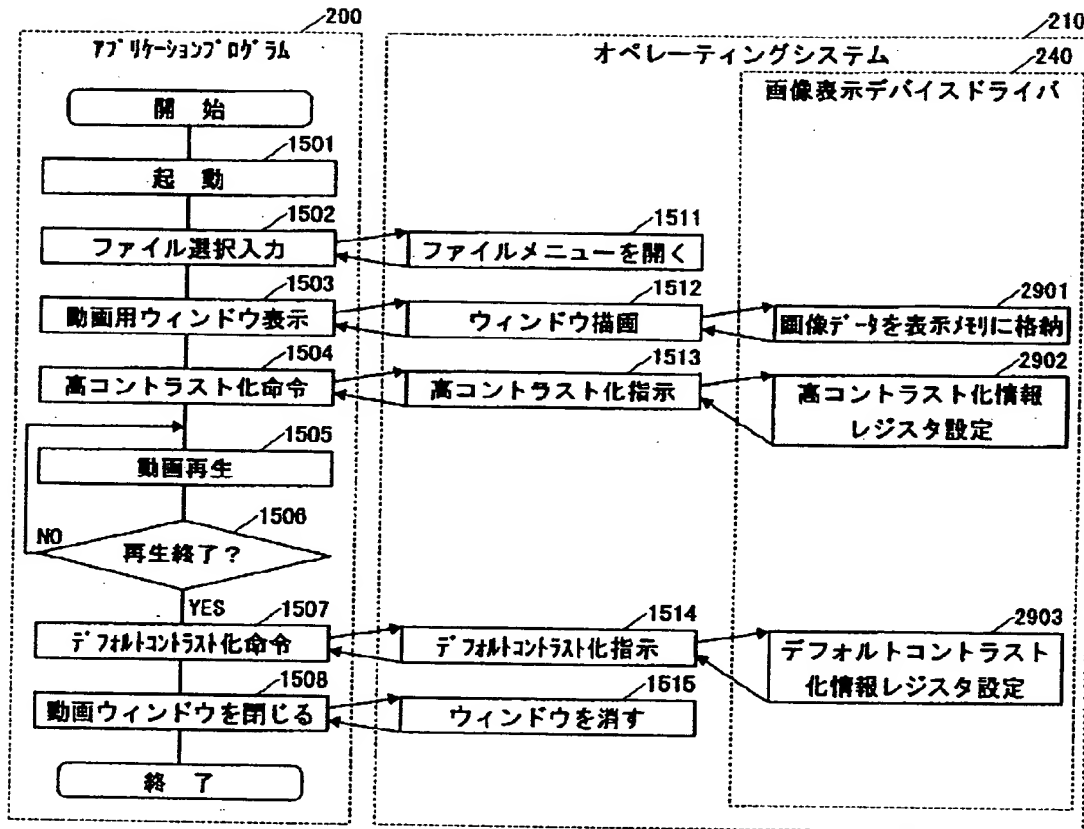 200
アプリケーションプログラム
210
オペレーティングシステム
240
画像表示デバイスドライバ
開 始
1501
起 動
1502
ファイル選択入力
1511
ファイルメニューを開く
1503
動画用ウィンドウ表示
1512
ウィンドウ描画
2901
画像データを表示メモリに格納
1504
高コントラスト化命令
1513
高コントラスト化指示
2902
高コントラスト化情報
レジスタ設定
1505
動画再生
1506
再生終了?
NO
YES
1507
デフォルトコントラスト化命令
1514
デフォルトコントラスト化指示
2903
デフォルトコントラスト
化情報レジスタ設定
1508
動画ウィンドウを閉じる
1515
ウィンドウを消す
終 了